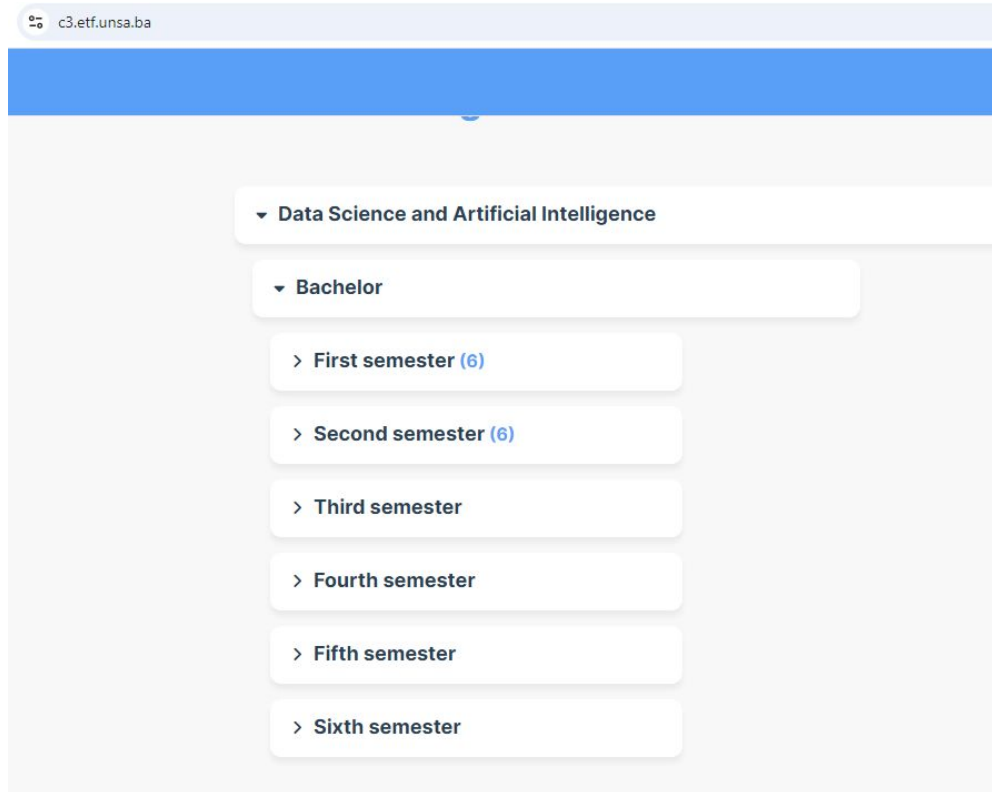 c3.etf.unsa.ba
Data Science and Artificial Intelligence
Bachelor
First semester (6)
Second semester (6)
Third semester
Fourth semester
Fifth semester
Sixth semester